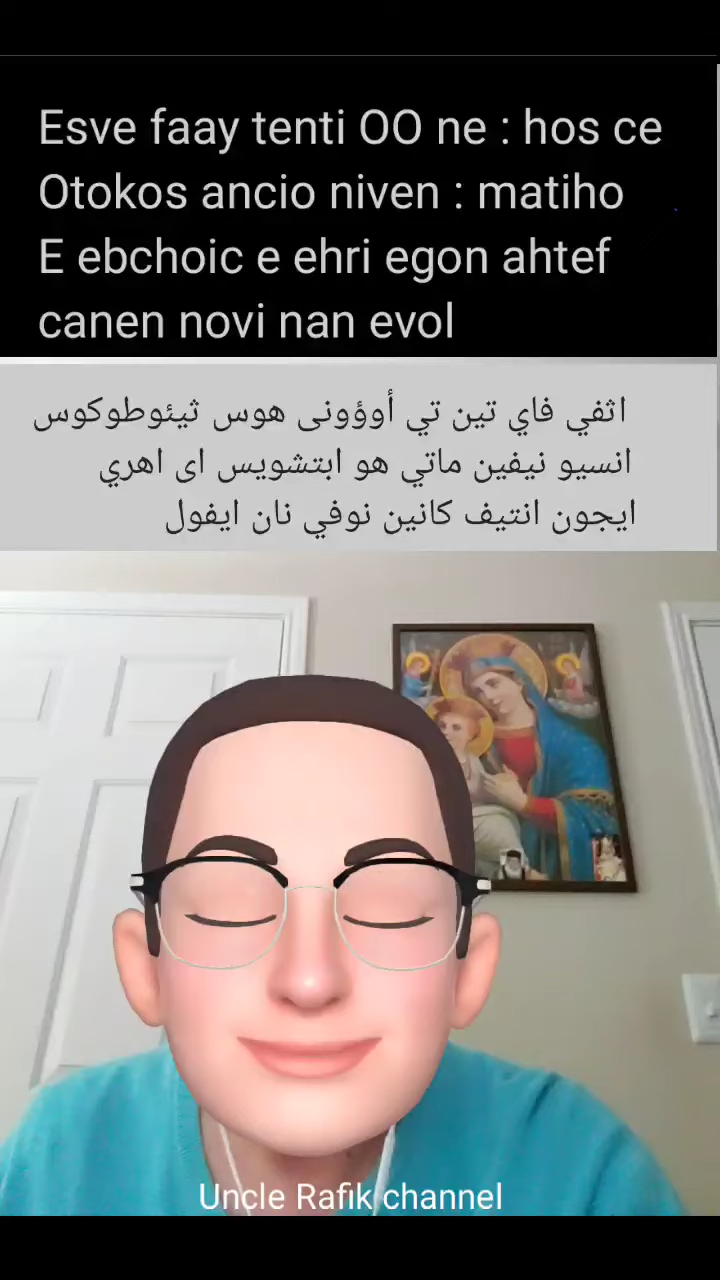 Esve faay tenti OO ne : hos ce
Otokos ancio niven : matiho
E ebchoic e ehri egon ahtef
canen novi nan evol
اثفي فاي تين تي أوؤونى هوس ثيئوطوكوس
انسيو نيفين ماتي هو ابتشويس اى اهري
ايجون انتيف كانين نوفي نان ايفول
Uncle Rafik channel